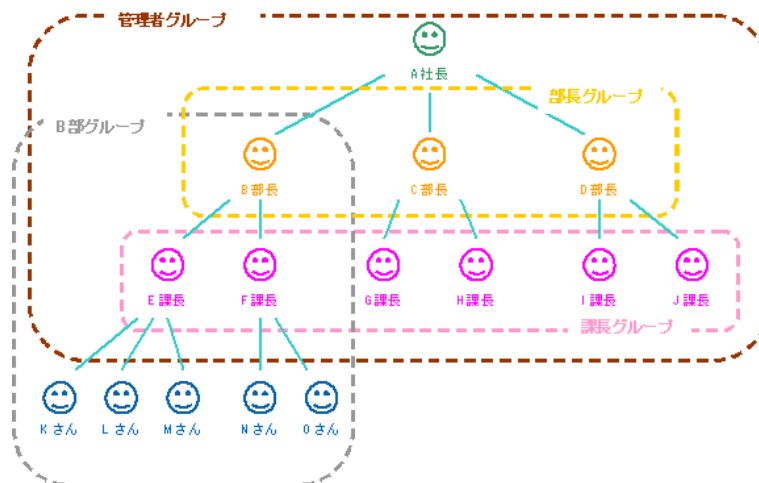 管理者グループ
A社長
部長グループ
B部グループ
B部長
C部長
D部長
E課長
F課長
G課長
H課長
I課長
J課長
課長グループ
Kさん
Lさん
Mさん
Nさん
Oさん